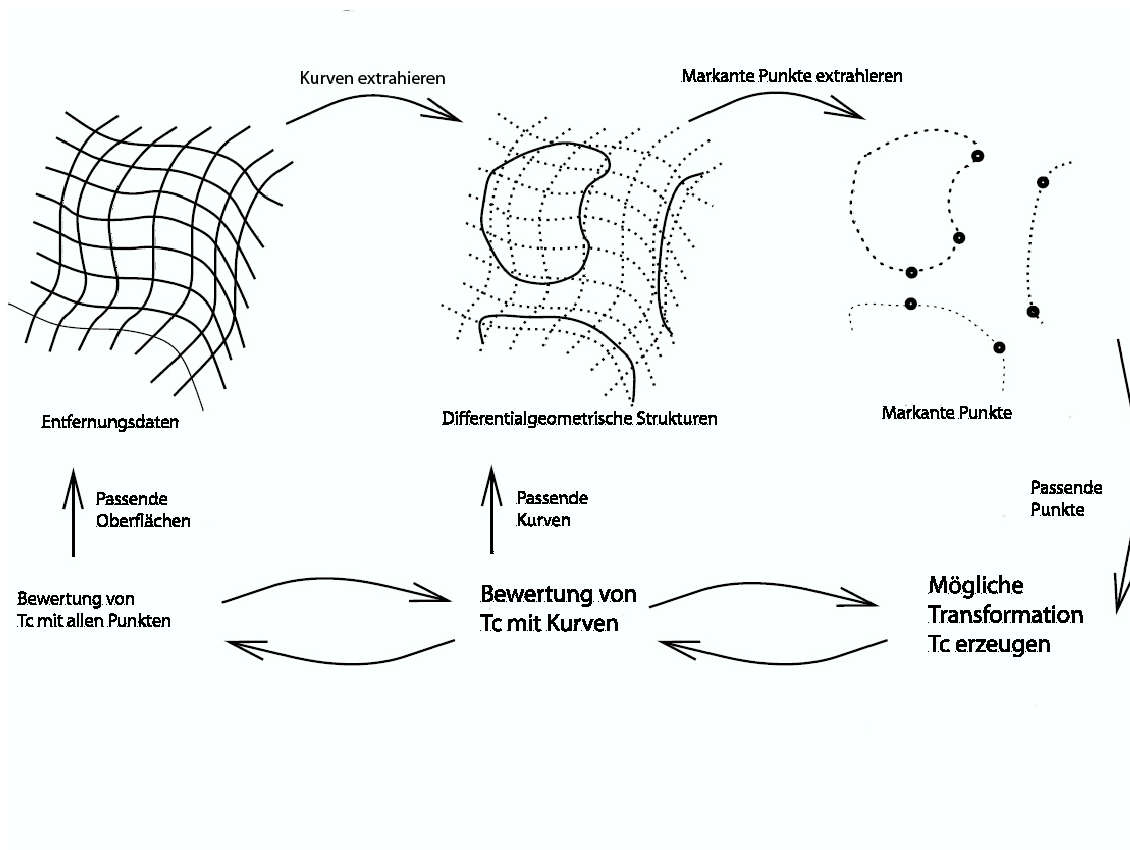 Kurven extrahieren
Markante Punkte extrahieren
Entfernungsdaten
Differentialgeometrische Strukturen
Markante Punkte
Passende
Oberflächen
Passende
Kurven
Passende
Punkte
Bewertung von
Tc mit allen Punkten
Bewertung von
Tc mit Kurven
Mögliche
Transformation
Tc erzeugen